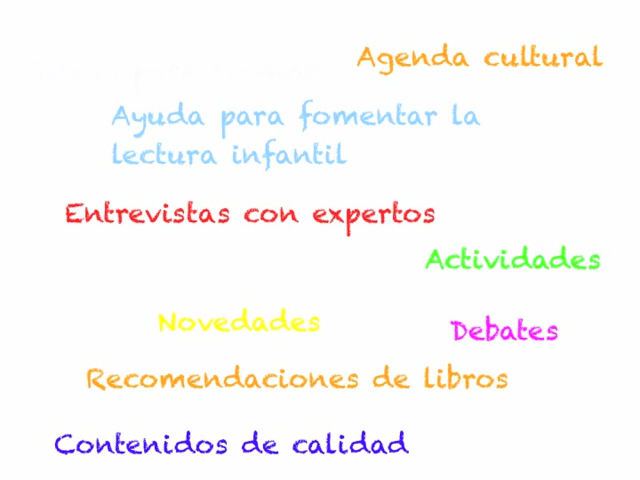 Agenda cultural
Ayuda para fomentar la
lectura infantil
Entrevistas con expertos
Actividades
Novedades
Debates
Recomendaciones de libros
Contenidos de calidad